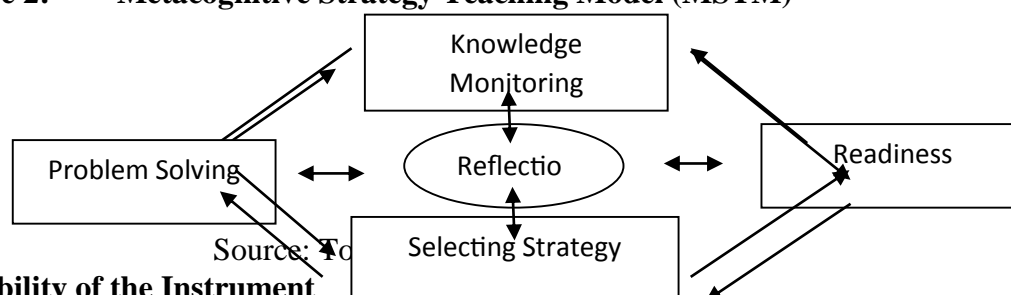 Metacognitive Strategy Teaching Model (MSTM)
Knowledge
Monitoring
Problem Solving
Reflectio
Readiness
Selecting Strategy
Source: To
bility of the Instrument